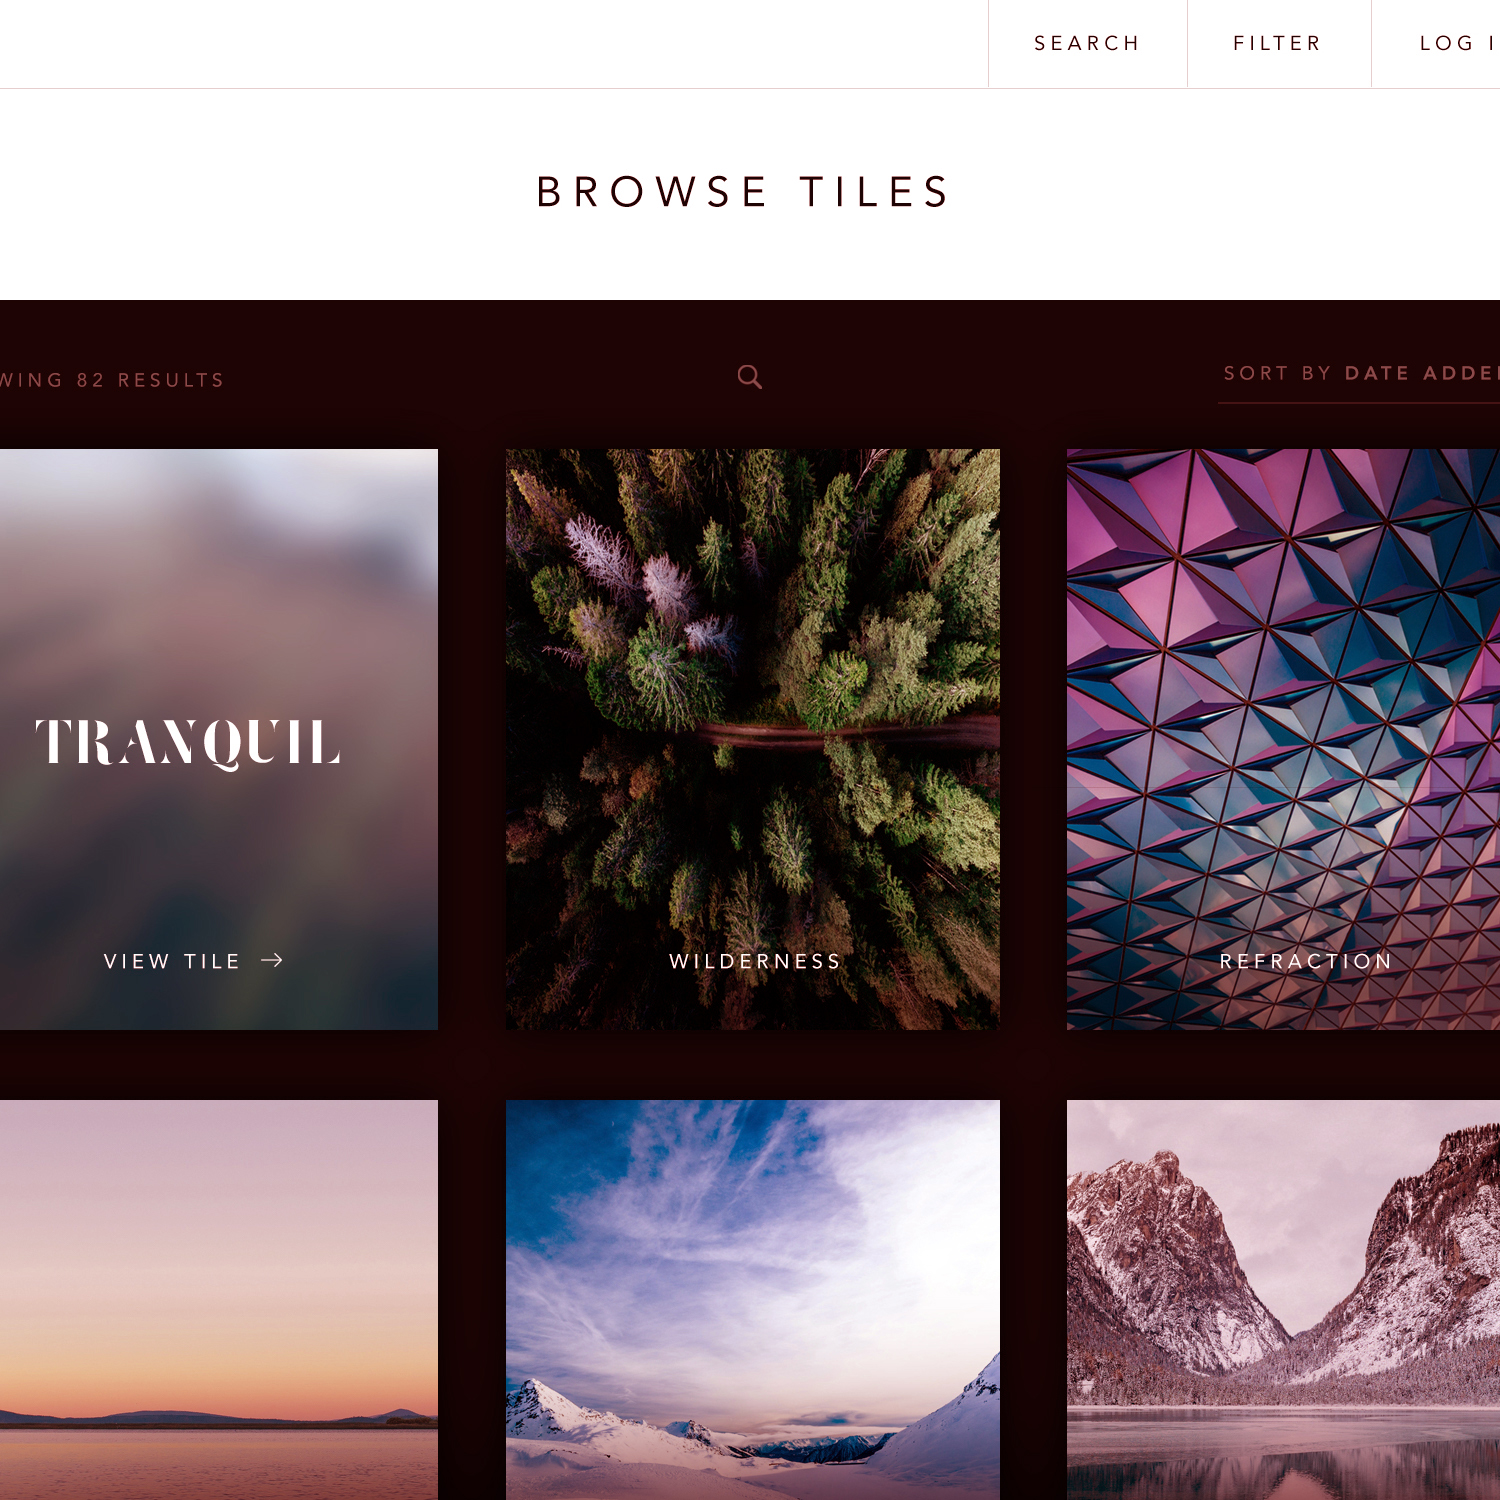 SEARCH FILTER LOG I
BROWSE TILES
WING 82 RESULTS
SORT BY DATE ADDE
TRANQUIL
VIEW TILE →
WILDERNESS
REFRACTION